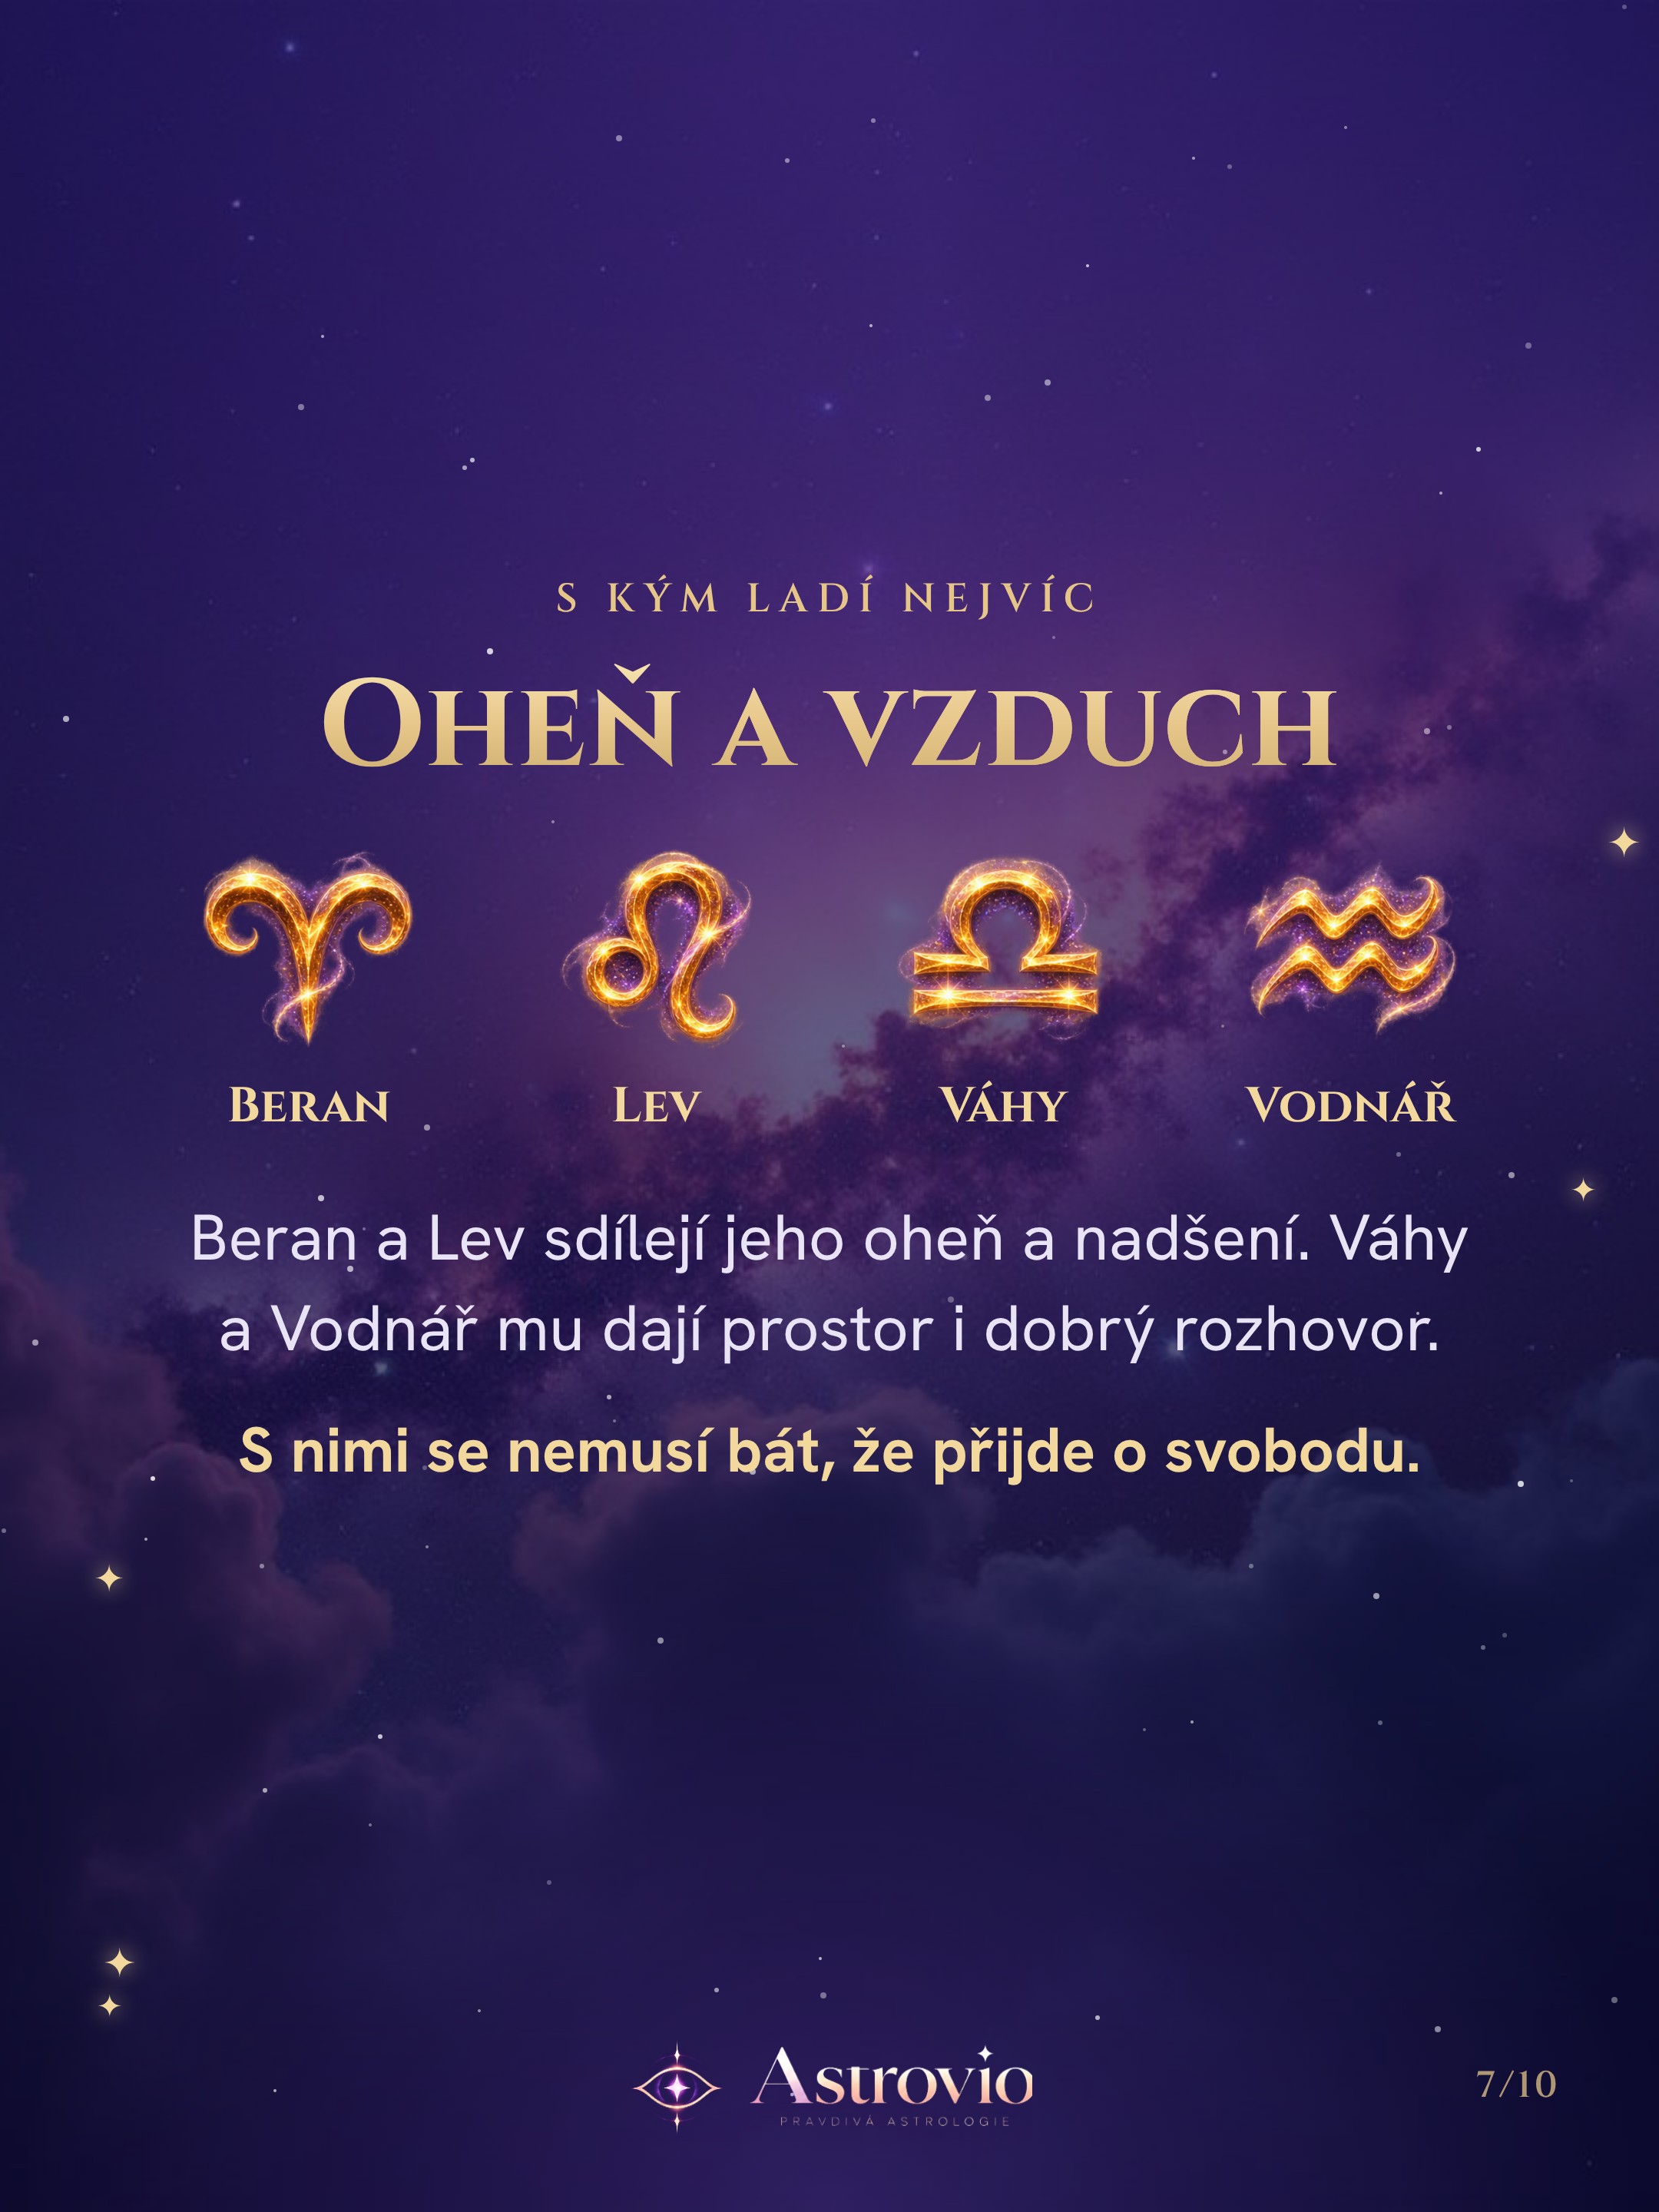 S KÝM LADÍ NEJVÍC
OHEŇ A VZDUCH
BERAN
LEV
VÁHY
VODNÁŘ
Beran a Lev sdílejí jeho oheň a nadšení. Váhy
a Vodnář mu dají prostor i dobrý rozhovor.
S nimi se nemusí bát, že přijde o svobodu.
Astrovio
PRAVDIVÁ ASTROLOGIE
7/10